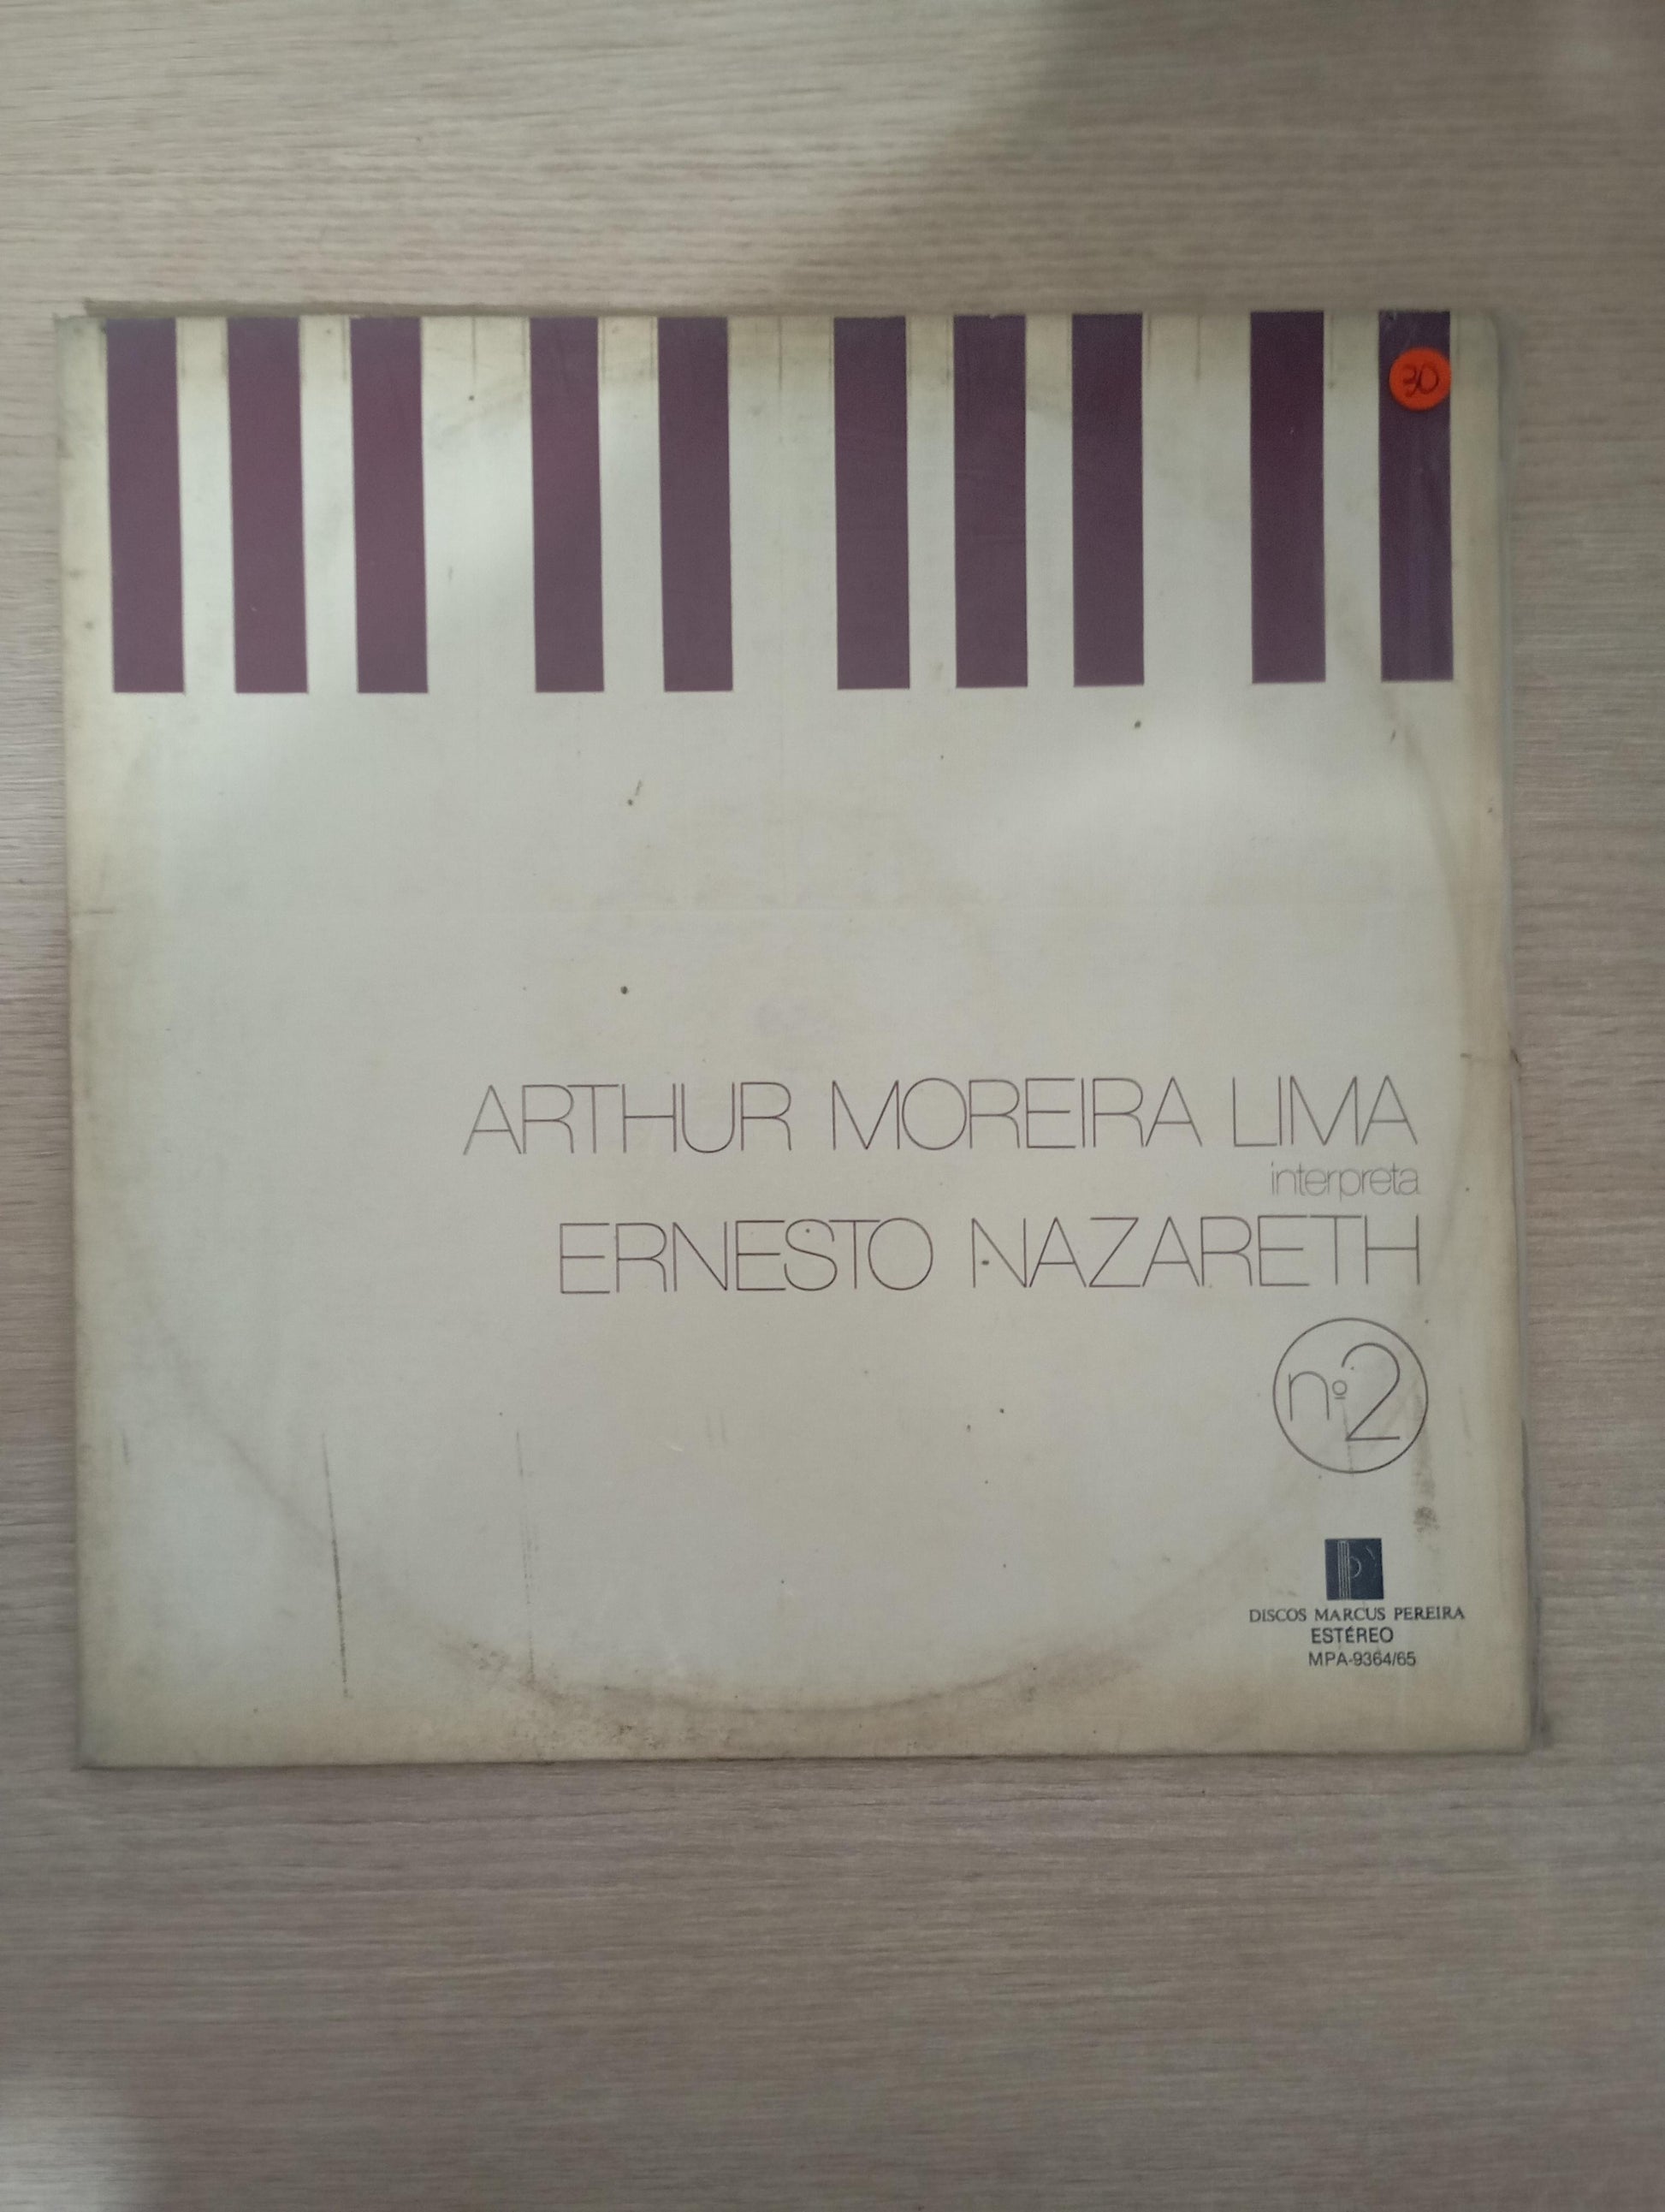 30
ARTHUR MOREIRA LIMA
interpreta
ERNESTO NAZARETH
nº2
DISCOS MARCUS PEREIRA
ESTÉREO
MPA-9364/65